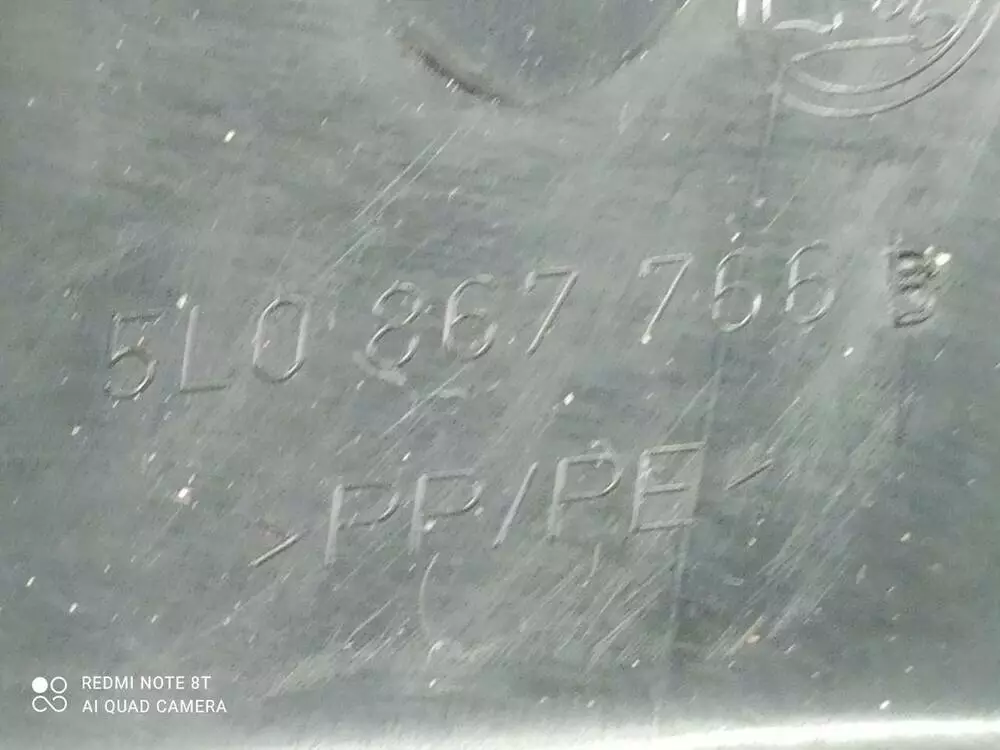 5L0 867 766 B
>PP/PE<
REDMI NOTE 8T
AI QUAD CAMERA